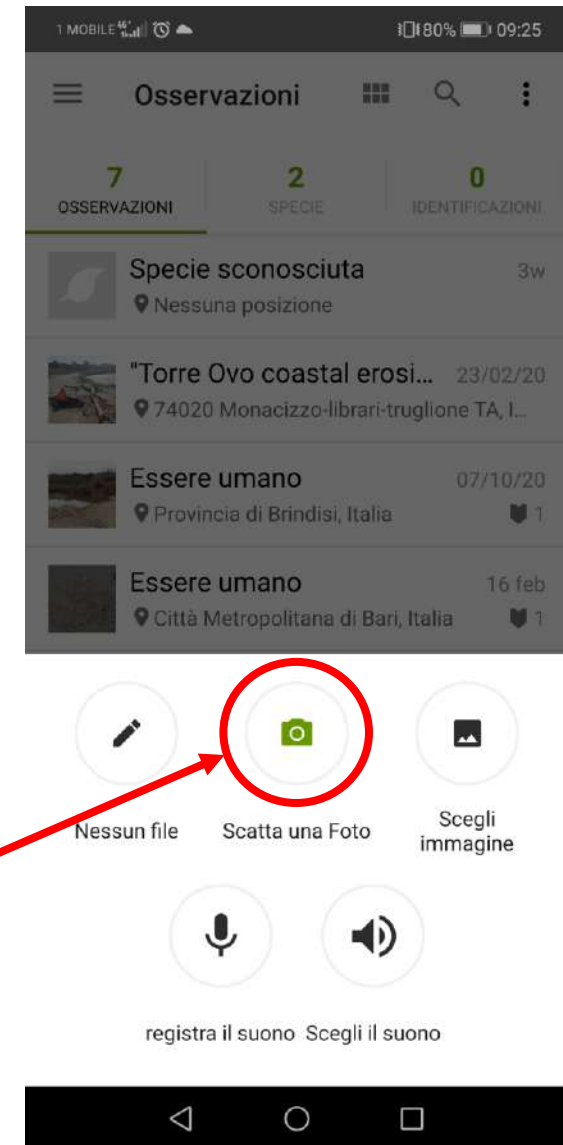 1 MOBILE 80% 09:25
Osservazioni
7 2 0
OSSERVAZIONI SPECIE IDENTIFICAZIONI
Specie sconosciuta 3w
Nessuna posizione
"Torre Ovo coastal erosi... 23/02/20
74020 Monacizzo-librari-truglione TA, I...
Essere umano 07/10/20
Provincia di Brindisi, Italia 1
Essere umano 16 feb
Città Metropolitana di Bari, Italia 1
Nessun file Scatta una Foto Scegli
immagine
registra il suono Scegli il suono